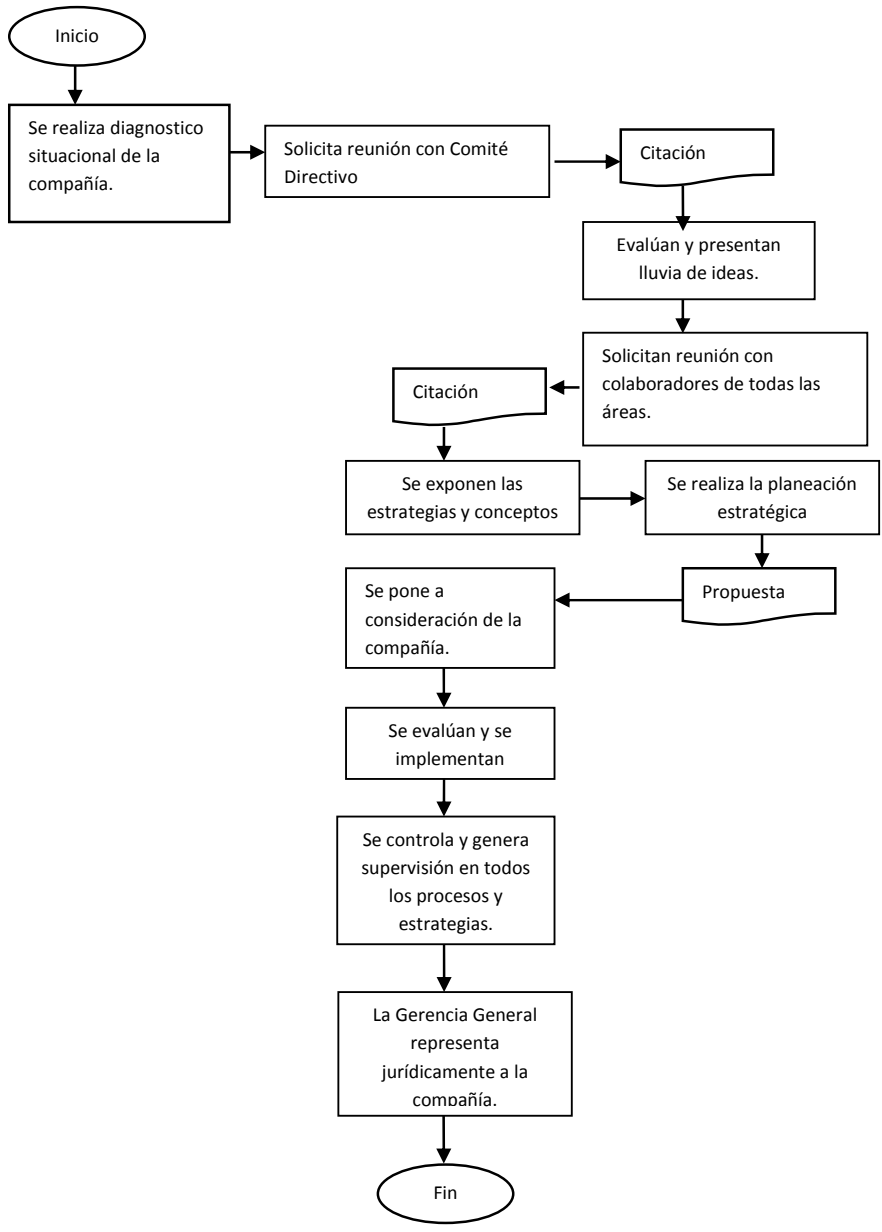 Inicio
Se realiza diagnostico
situacional de la
compañía.
Solicita reunión con Comité
Directivo
Citación
Evalúan y presentan
lluvia de ideas.
Solicitan reunión con
colaboradores de todas las
áreas.
Citación
Se exponen las
estrategias y conceptos
Se realiza la planeación
estratégica
Propuesta
Se pone a
consideración de la
compañía.
Se evalúan y se
implementan
Se controla y genera
supervisión en todos
los procesos y
estrategias.
La Gerencia General
representa
jurídicamente a la
compañía.
Fin